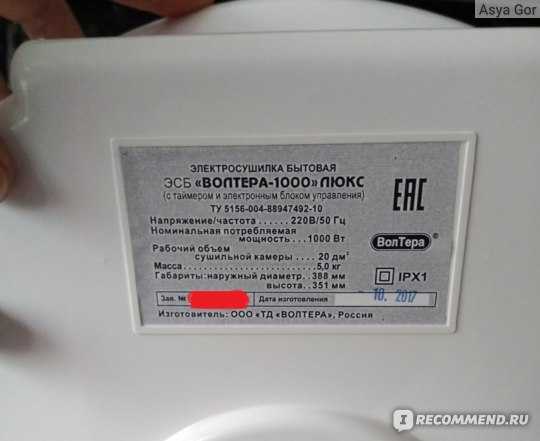 Asya Gor
ЭЛЕКТРОСУШИЛКА БЫТОВАЯ
ЭСБ «ВОЛТЕРА-1000» ЛЮКС
(с таймером и электронным блоком управления)
ТУ 5156-004-88947492-10
Напряжение/частота ...... 220В/50 Гц
Номинальная потребляемая
мощность ... 1000 Вт
Рабочий объем
сушильной камеры .... 20 дм³
Масса .................. 5,0 кг
Габариты: наружный диаметр: 388 мм
высота: 351 мм
Зав. № Дата изготовления 10. 2017
Изготовитель: ООО «ТД «ВОЛТЕРА», Россия
EAC
ВолТера ®
IPX1
I RECOMMEND.RU